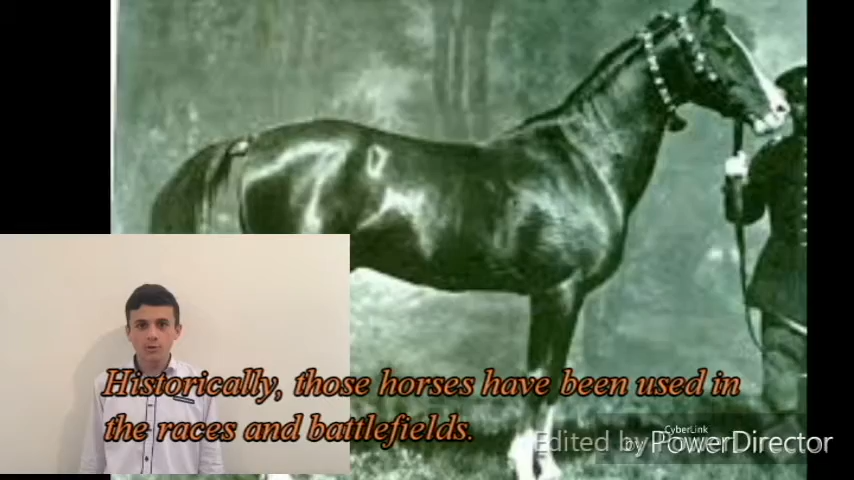 Historically, those horses have been used in
the races and battlefields.
CyberLink
Edited by PowerDirector